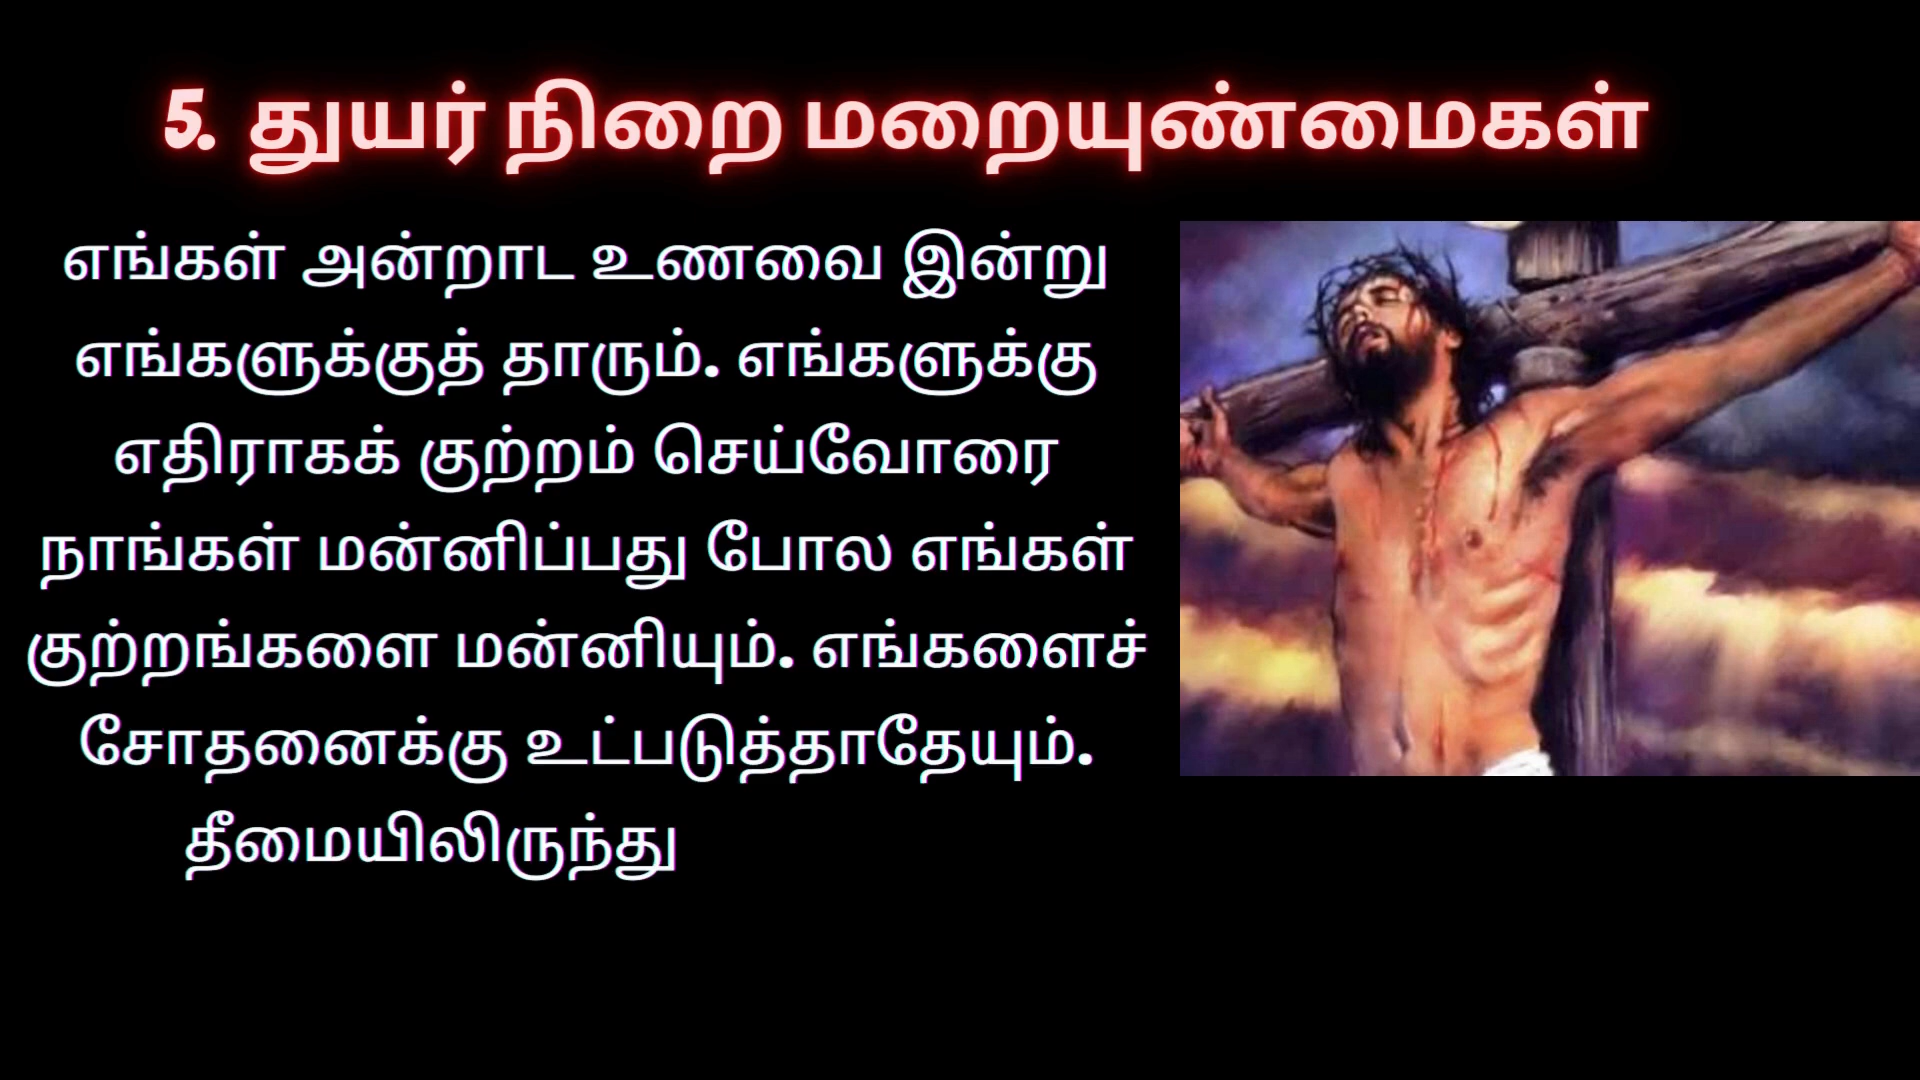 5. துயர் நிறை மறையுண்மைகள்
எங்கள் அன்றாட உணவை இன்று
எங்களுக்குத் தாரும். எங்களுக்கு
எதிராகக் குற்றம் செய்வோரை
நாங்கள் மன்னிப்பது போல எங்கள்
குற்றங்களை மன்னியும். எங்களைச்
சோதனைக்கு உட்படுத்தாதேயும்.
தீமையிலிருந்து